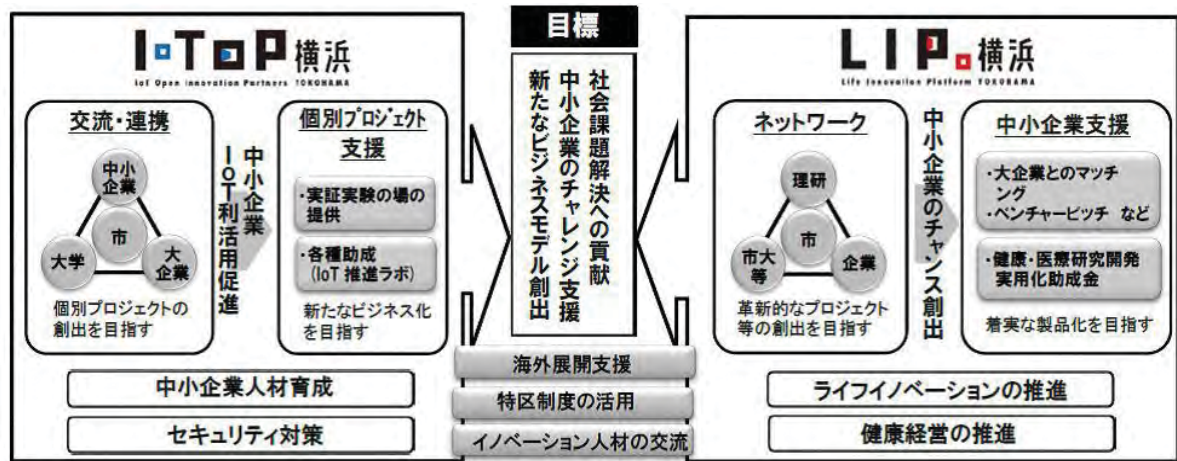 I・TOP横浜
IoT Open Innovation Partners YOKOHAMA
交流・連携
中小
企業
市
大学
大
企業
個別プロジェクトの
創出を目指す
中小企業
IoT利活用促進
個別プロジェクト
支援
・実証実験の場の
提供
・各種助成
(IoT 推進ラボ)
新たなビジネス化
を目指す
中小企業人材育成
セキュリティ対策
目標
社会課題解決への貢献
中小企業のチャレンジ支援
新たなビジネスモデル創出
海外展開支援
特区制度の活用
イノベーション人材の交流
LIP.横浜
Life Innovation Platform YOKOHAMA
ネットワーク
理研
市
市大
等
企業
革新的なプロジェクト
等の創出を目指す
中小企業のチャンス創出
中小企業支援
・大企業とのマッチ
ング
・ベンチャーピッチ など
・健康・医療研究開発
実用化助成金
着実な製品化を目指す
ライフイノベーションの推進
健康経営の推進